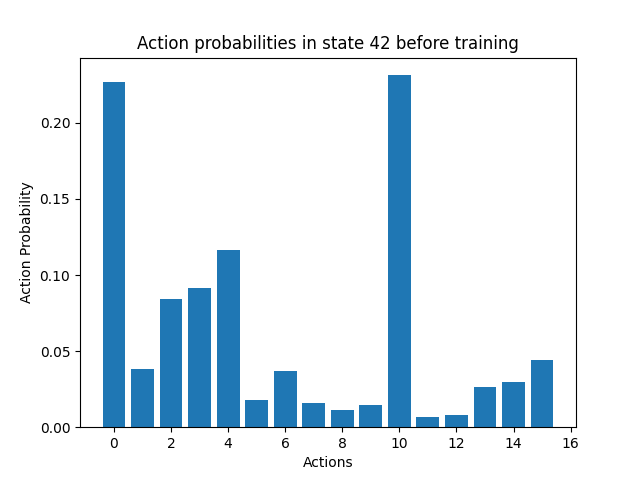 Action probabilities in state 42 before training
Action Probability
0.20
0.15
0.10
0.05
0.00
0 2 4 6 8 10 12 14 16
Actions